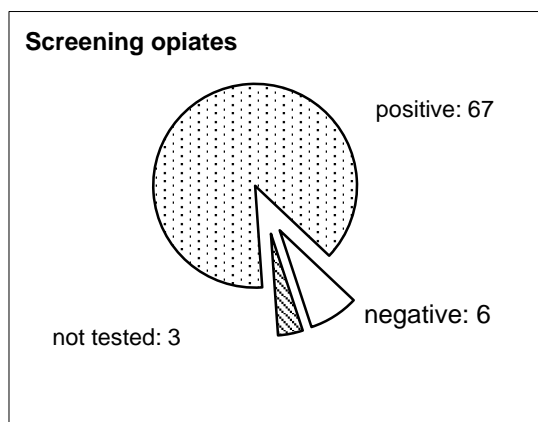 Screening opiates
positive: 67
negative: 6
not tested: 3